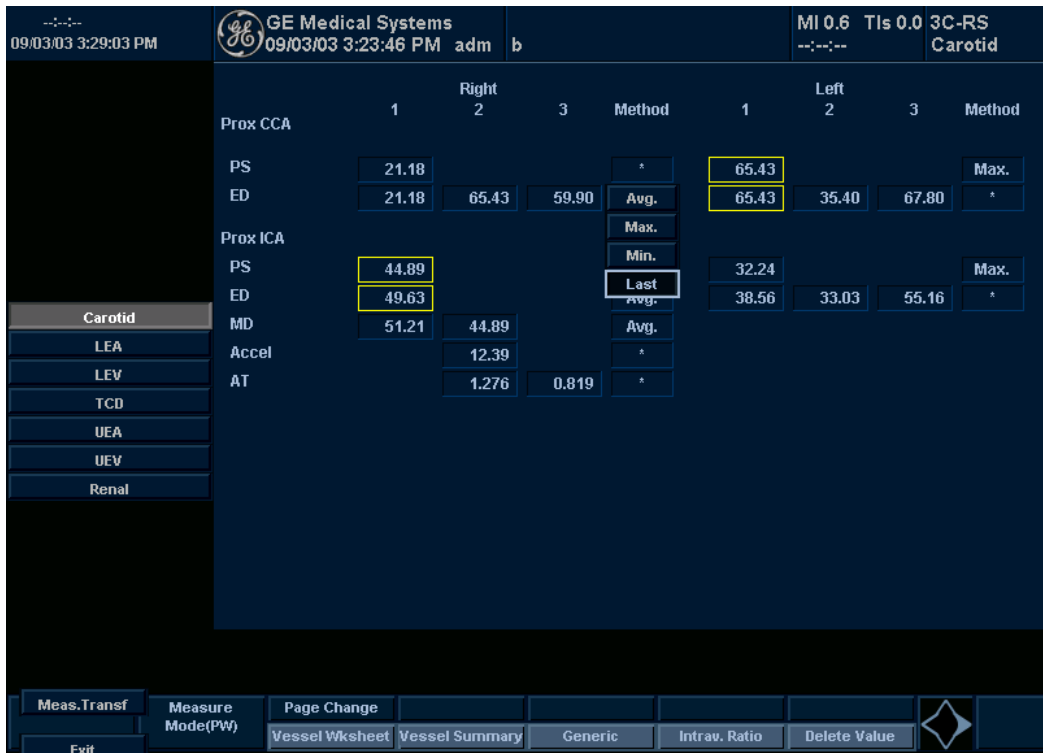 --:--:--
09/03/03 3:29:03 PM
GE
GE Medical Systems
09/03/03 3:23:46 PM adm b
MI 0.6 TIs 0.0 3C-RS
--:--:-- Carotid
Right Left
1 2 3 Method 1 2 3 Method
Prox CCA
PS 21.18 * 65.43 Max.
ED 21.18 65.43 59.90 Avg. 65.43 35.40 67.80 *
Max.
Prox ICA
Min.
PS 44.89 32.24 Max.
Last
ED 49.63 Avg. 38.56 33.03 55.16 *
MD 51.21 44.89 Avg.
Accel 12.39 *
AT 1.276 0.819 *
Carotid
LEA
LEV
TCD
UEA
UEV
Renal
Meas.Transf
Exit
Measure
Mode(PW)
Page Change
Vessel Wksheet Vessel Summary Generic Intrav. Ratio Delete Value